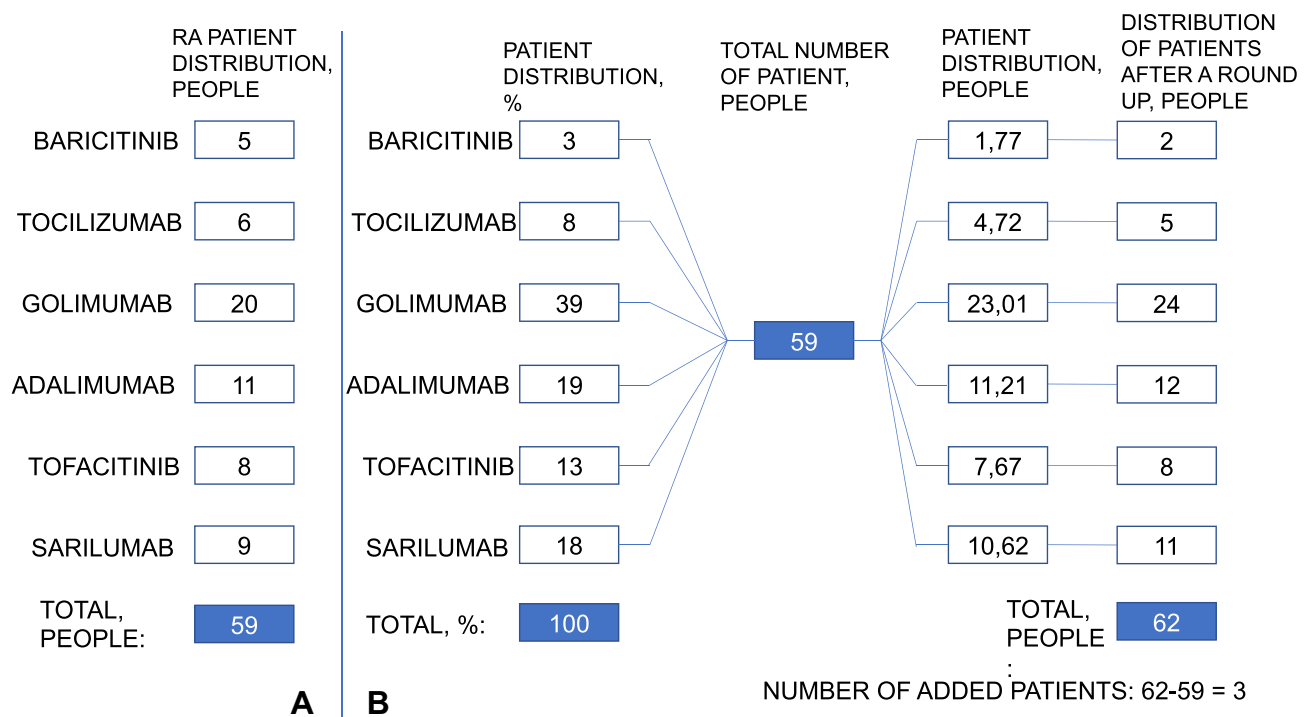 RA PATIENT
DISTRIBUTION,
PEOPLE
BARICITINIB 5
TOCILIZUMAB 6
GOLIMUMAB 20
ADALIMUMAB 11
TOFACITINIB 8
SARILUMAB 9
TOTAL,
PEOPLE:
59
A
PATIENT
DISTRIBUTION,
%
TOTAL NUMBER
OF PATIENT,
PEOPLE
PATIENT
DISTRIBUTION,
PEOPLE
DISTRIBUTION
OF PATIENTS
AFTER A ROUND
UP, PEOPLE
BARICITINIB 3 1,77 2
TOCILIZUMAB 8 4,72 5
GOLIMUMAB 39 23,01 24
59
ADALIMUMAB 19 11,21 12
TOFACITINIB 13 7,67 8
SARILUMAB 18 10,62 11
TOTAL, %: 100
TOTAL,
PEOPLE
:
62
B
NUMBER OF ADDED PATIENTS: 62-59 = 3